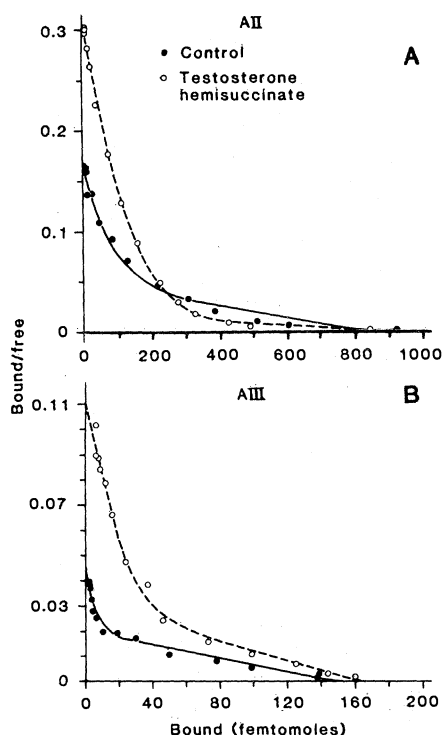 AII
A
Control
Testosterone
hemisuccinate
0.3
0.2
0.1
0
0 200 400 600 800 1000
Bound/free
AIII
B
0.11
0.07
0.03
0
0 40 80 120 160 200
Bound (femtomoles)